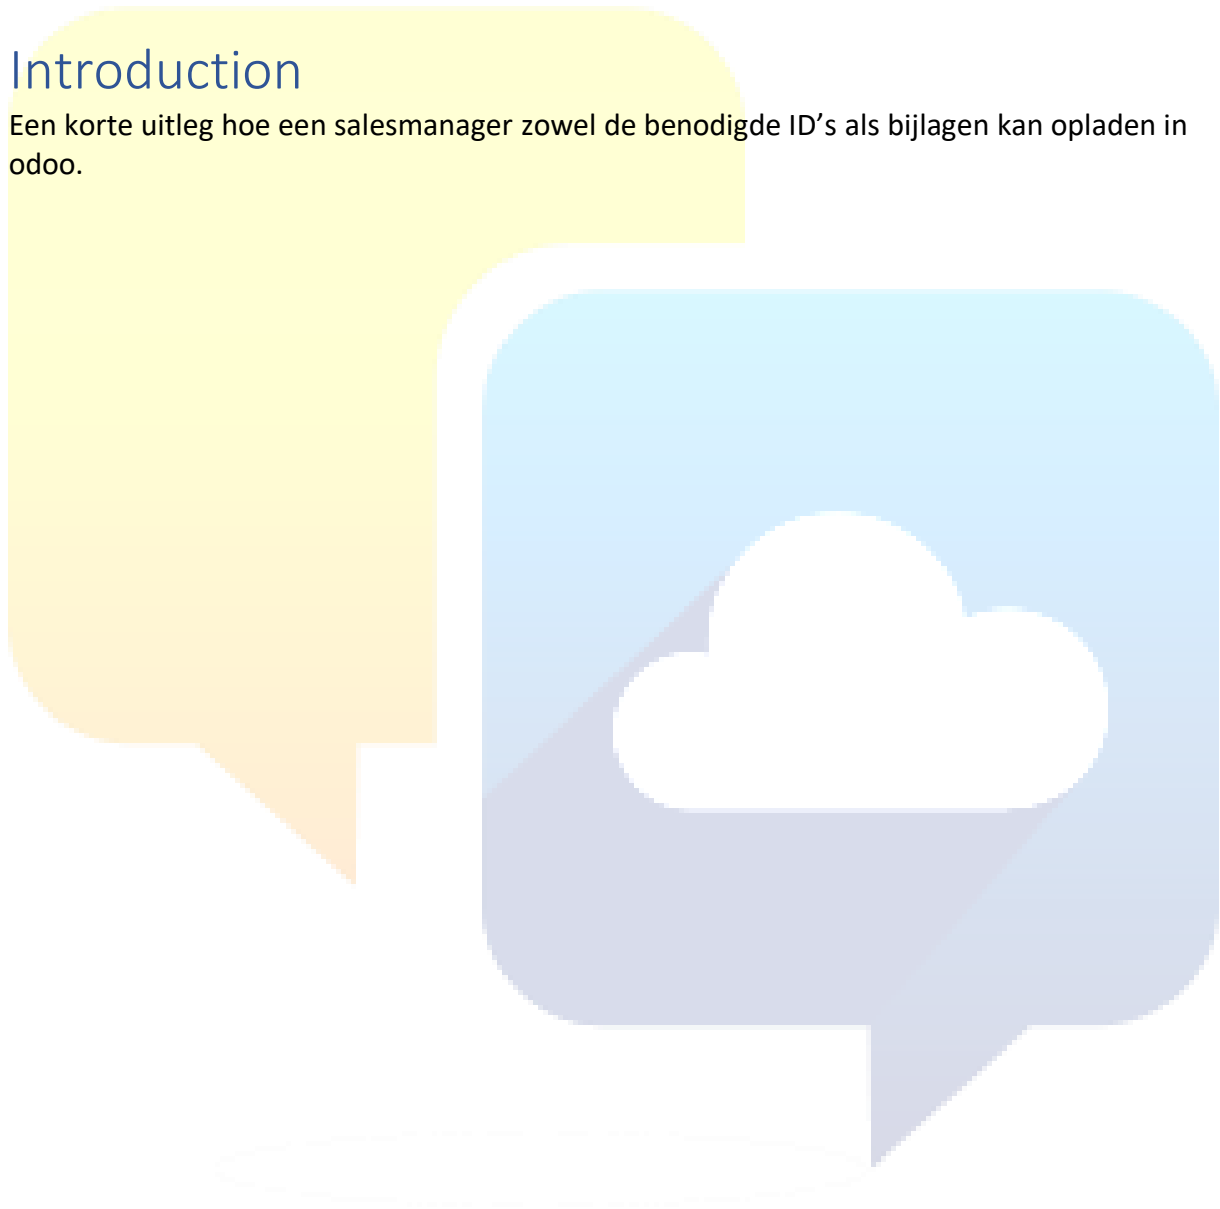 Introduction
Een korte uitleg hoe een salesmanager zowel de benodigde ID’s als bijlagen kan opladen in
odoo.